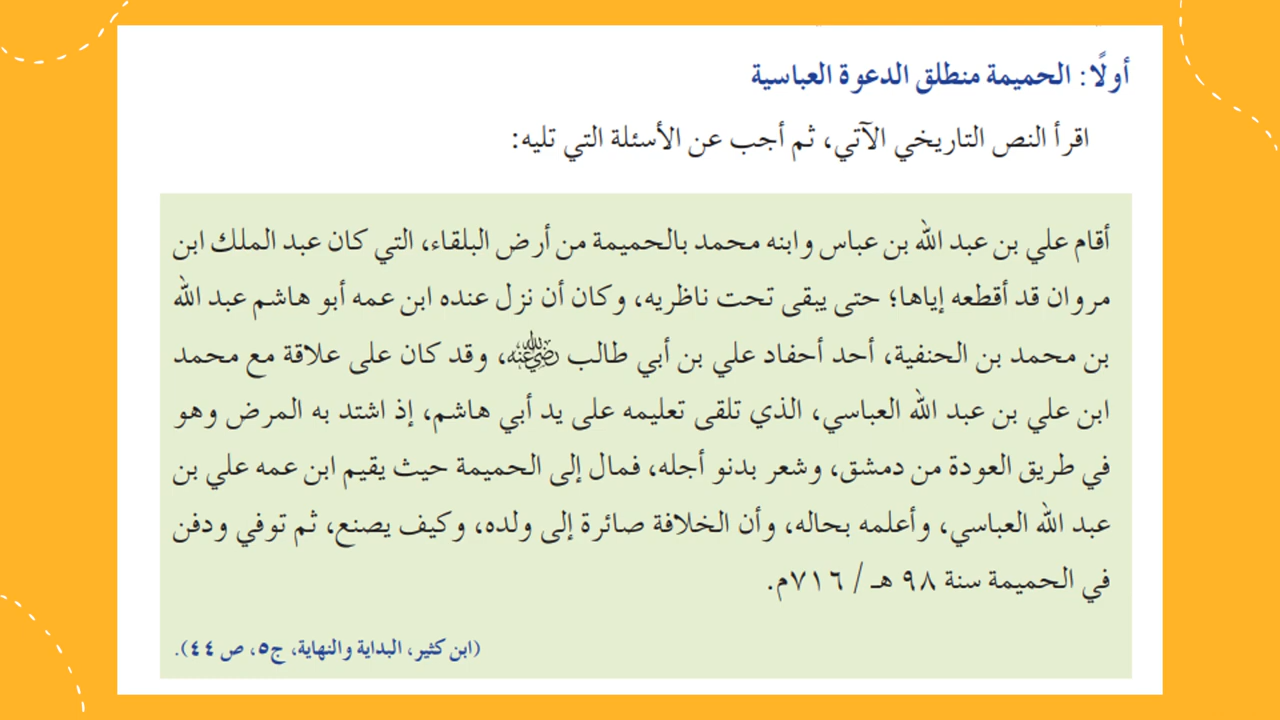 أولًا: الحميمة منطلق الدعوة العباسية
اقرأ النص التاريخي الآتي، ثم أجب عن الأسئلة التي تليه:
أقام علي بن عبد الله بن عباس وابنه محمد بالحميمة من أرض البلقاء، التي كان عبد الملك ابن
مروان قد أقطعه إياها؛ حتى يبقى تحت ناظريه، وكان أن نزل عنده ابن عمه أبو هاشم عبد الله
بن محمد بن الحنفية، أحد أحفاد علي بن أبي طالب رضي الله عنه، وقد كان على علاقة مع محمد
ابن علي بن عبد الله العباسي، الذي تلقى تعليمه على يد أبي هاشم، إذ اشتد به المرض وهو
في طريق العودة من دمشق، وشعر بدنو أجله، فمال إلى الحميمة حيث يقيم ابن عمه علي بن
عبد الله العباسي، وأعلمه بحاله، وأن الخلافة صائرة إلى ولده، وكيف يصنع، ثم توفي ودفن
في الحميمة سنة ٩٨ هـ / ٧١٦م.
(ابن كثير، البداية والنهاية، ج٥، ص ٤٤).